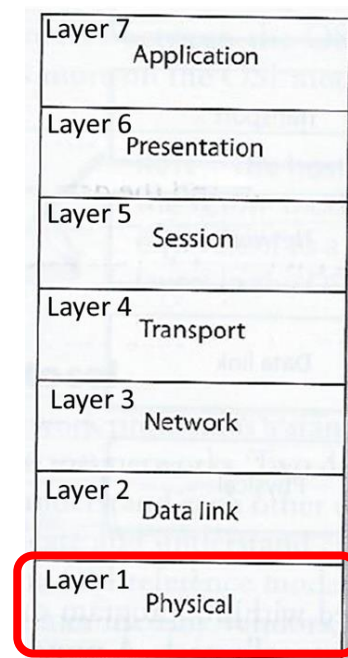 Layer 7
Application
Layer 6
Presentation
Layer 5
Session
Layer 4
Transport
Layer 3
Network
Layer 2
Data link
Layer 1
Physical